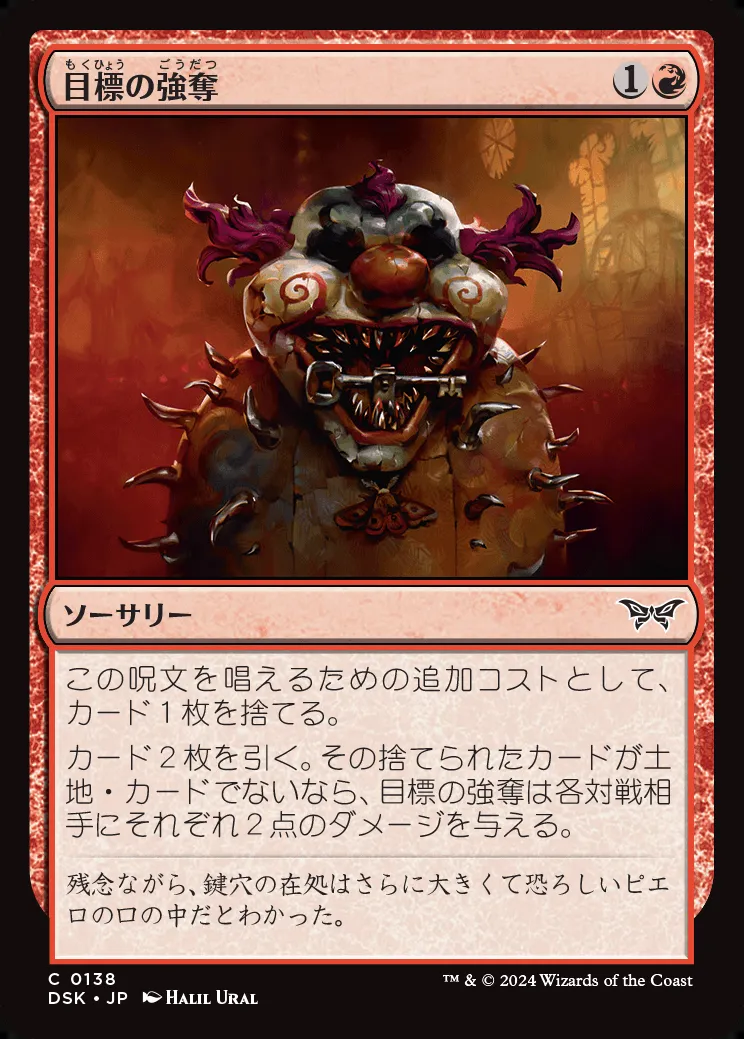 目標の強奪
もくひょう ごうだつ
1
ソーサリー
この呪文を唱えるための追加コストとして、
カード1枚を捨てる。
カード2枚を引く。その捨てられたカードが土
地・カードでないなら、目標の強奪は各対戦相
手にそれぞれ2点のダメージを与える。
残念ながら、鍵穴の在処はさらに大きくて恐ろしいピエ
ロの口の中だとわかった。
C 0138
DSK • JP Halil Ural
™ & © 2024 Wizards of the Coast